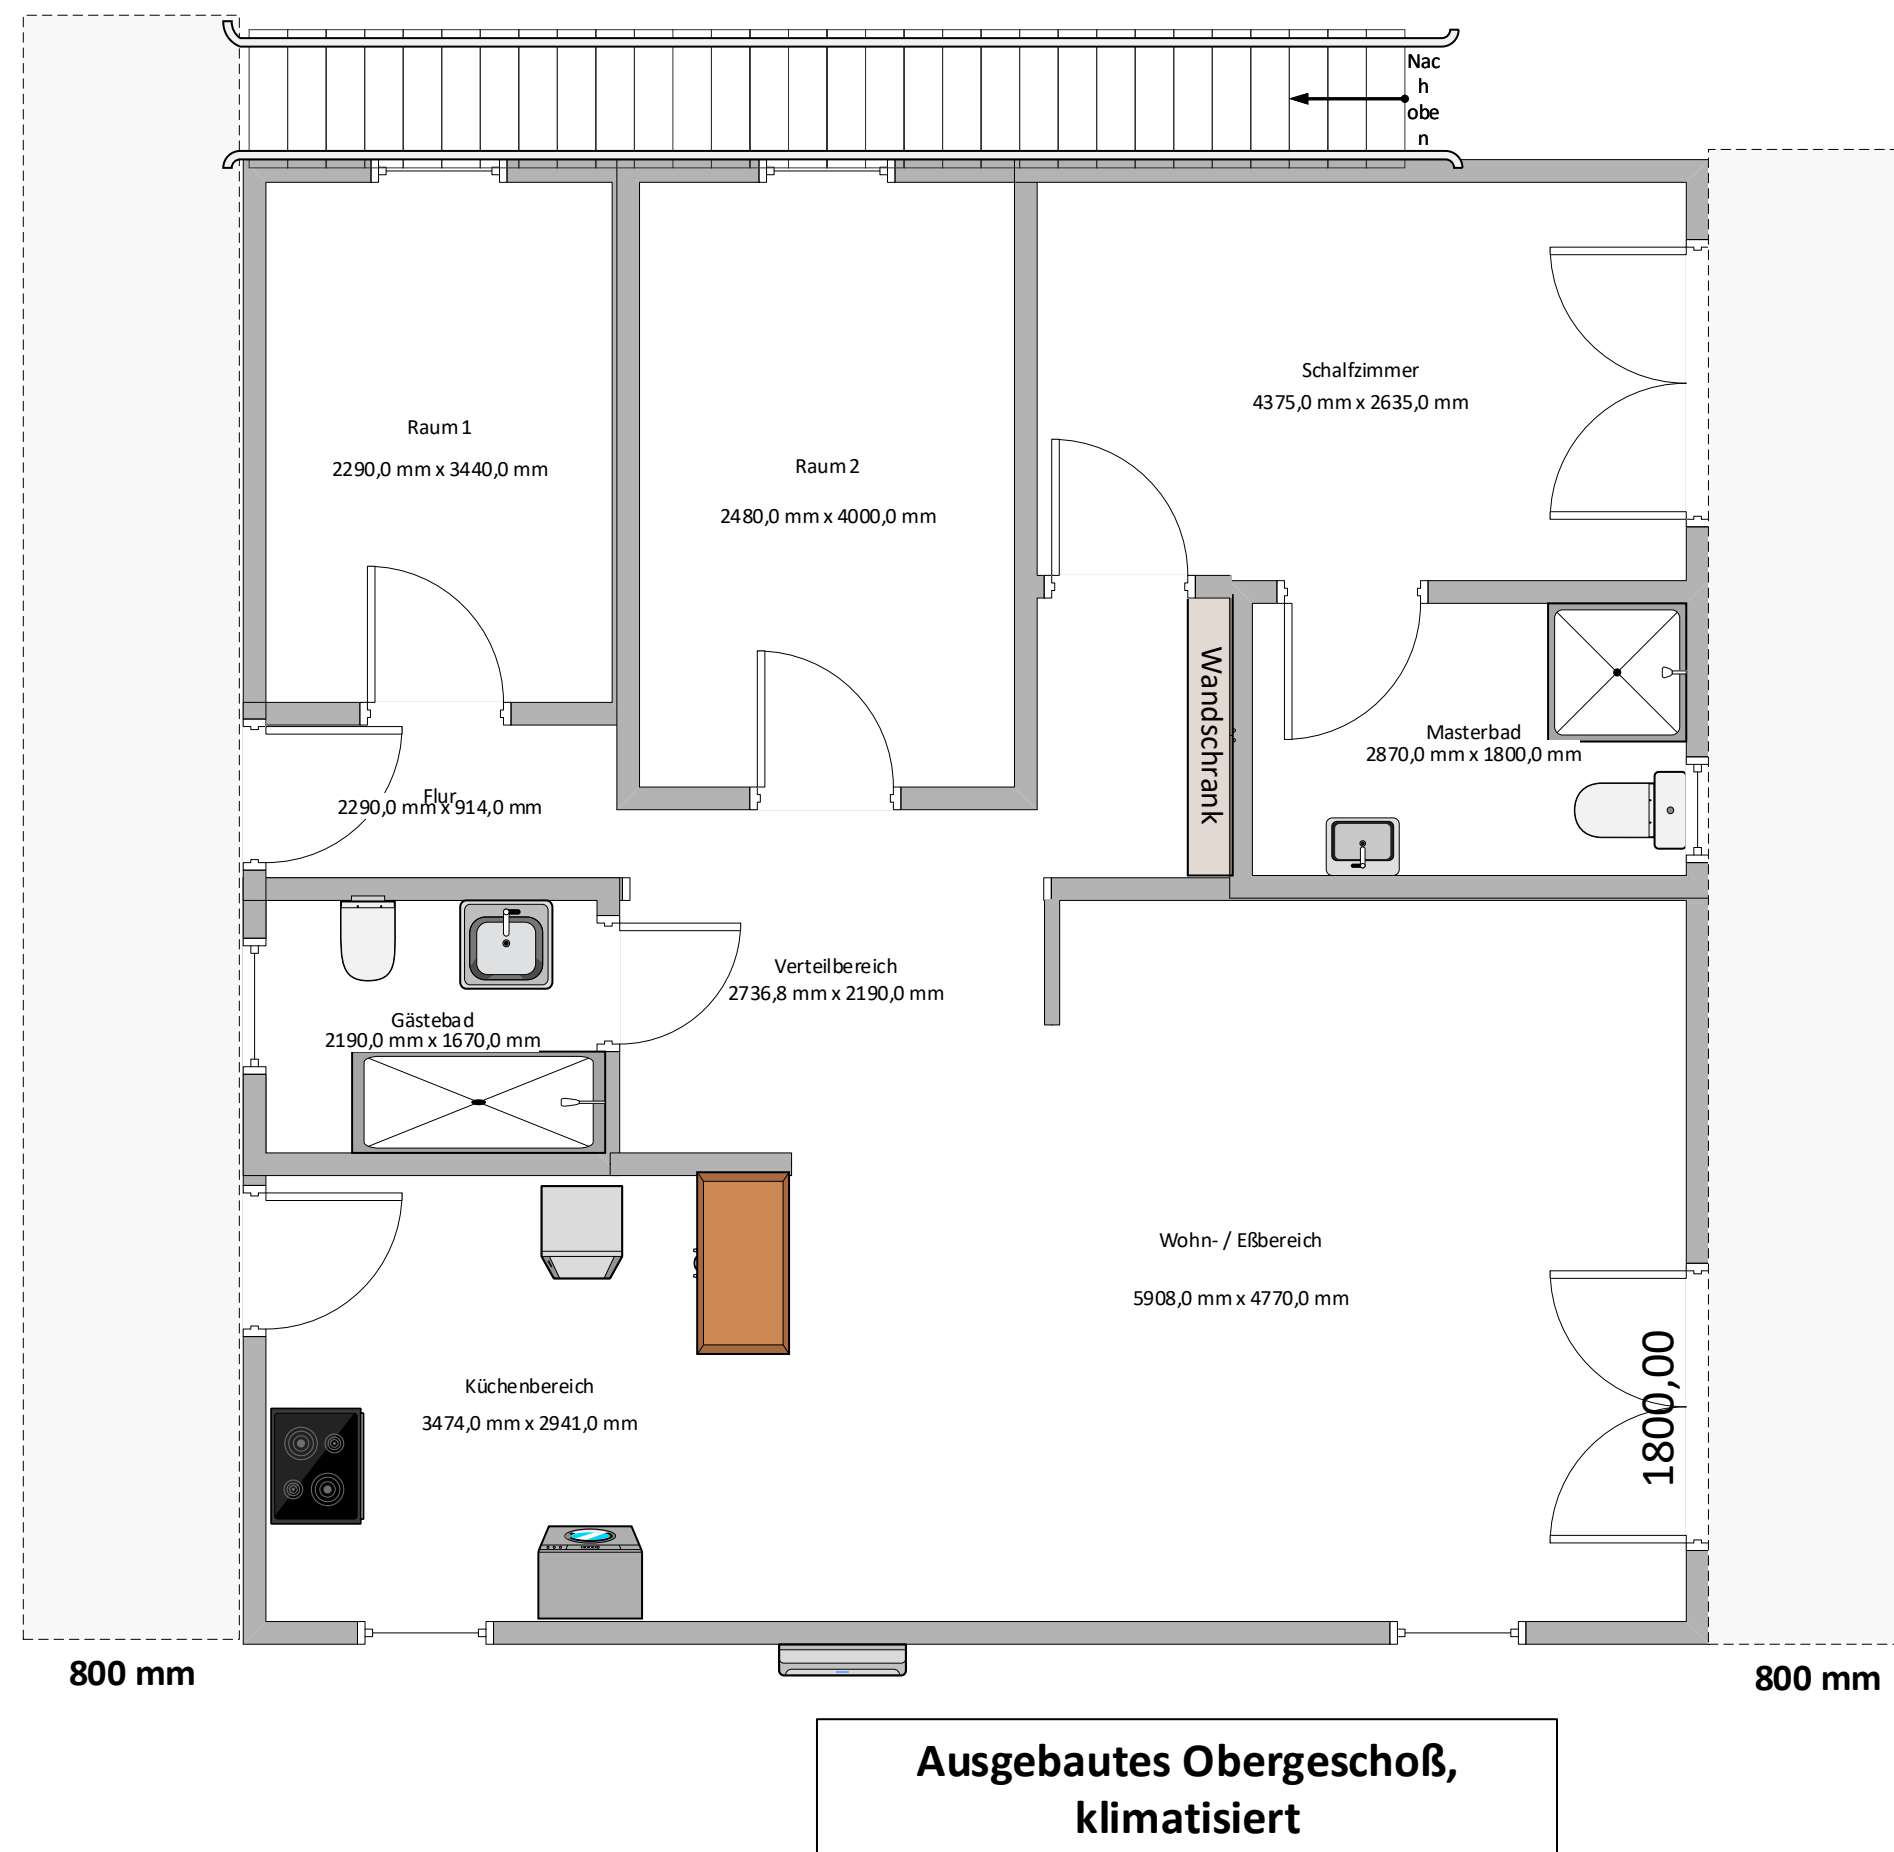 Nac
h
obe
n
Schalfzimmer
4375,0 mm x 2635,0 mm
Raum 1
2290,0 mm x 3440,0 mm
Raum 2
2480,0 mm x 4000,0 mm
Wandschrank
Masterbad
2870,0 mm x 1800,0 mm
Flur
2290,0 mm x 914,0 mm
Verteilbereich
2736,8 mm x 2190,0 mm
Gästebad
2190,0 mm x 1670,0 mm
Wohn- / Eßbereich
5908,0 mm x 4770,0 mm
1800,00
Küchenbereich
3474,0 mm x 2941,0 mm
800 mm
800 mm
Ausgebautes Obergeschoß,
klimatisiert